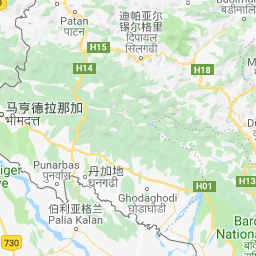 Patan
पाटन
迪帕亚尔
锡尔格里
दिपायल
सिलगढी
H15
H14
H18
马亨德拉那加
भीमदत्त
Punarbas
पुनर्वास
丹加地
धनगढी
H01
H13
Ghodaghodi
घोडाघोडी
伯利亚格兰
Palia Kalan
730
National